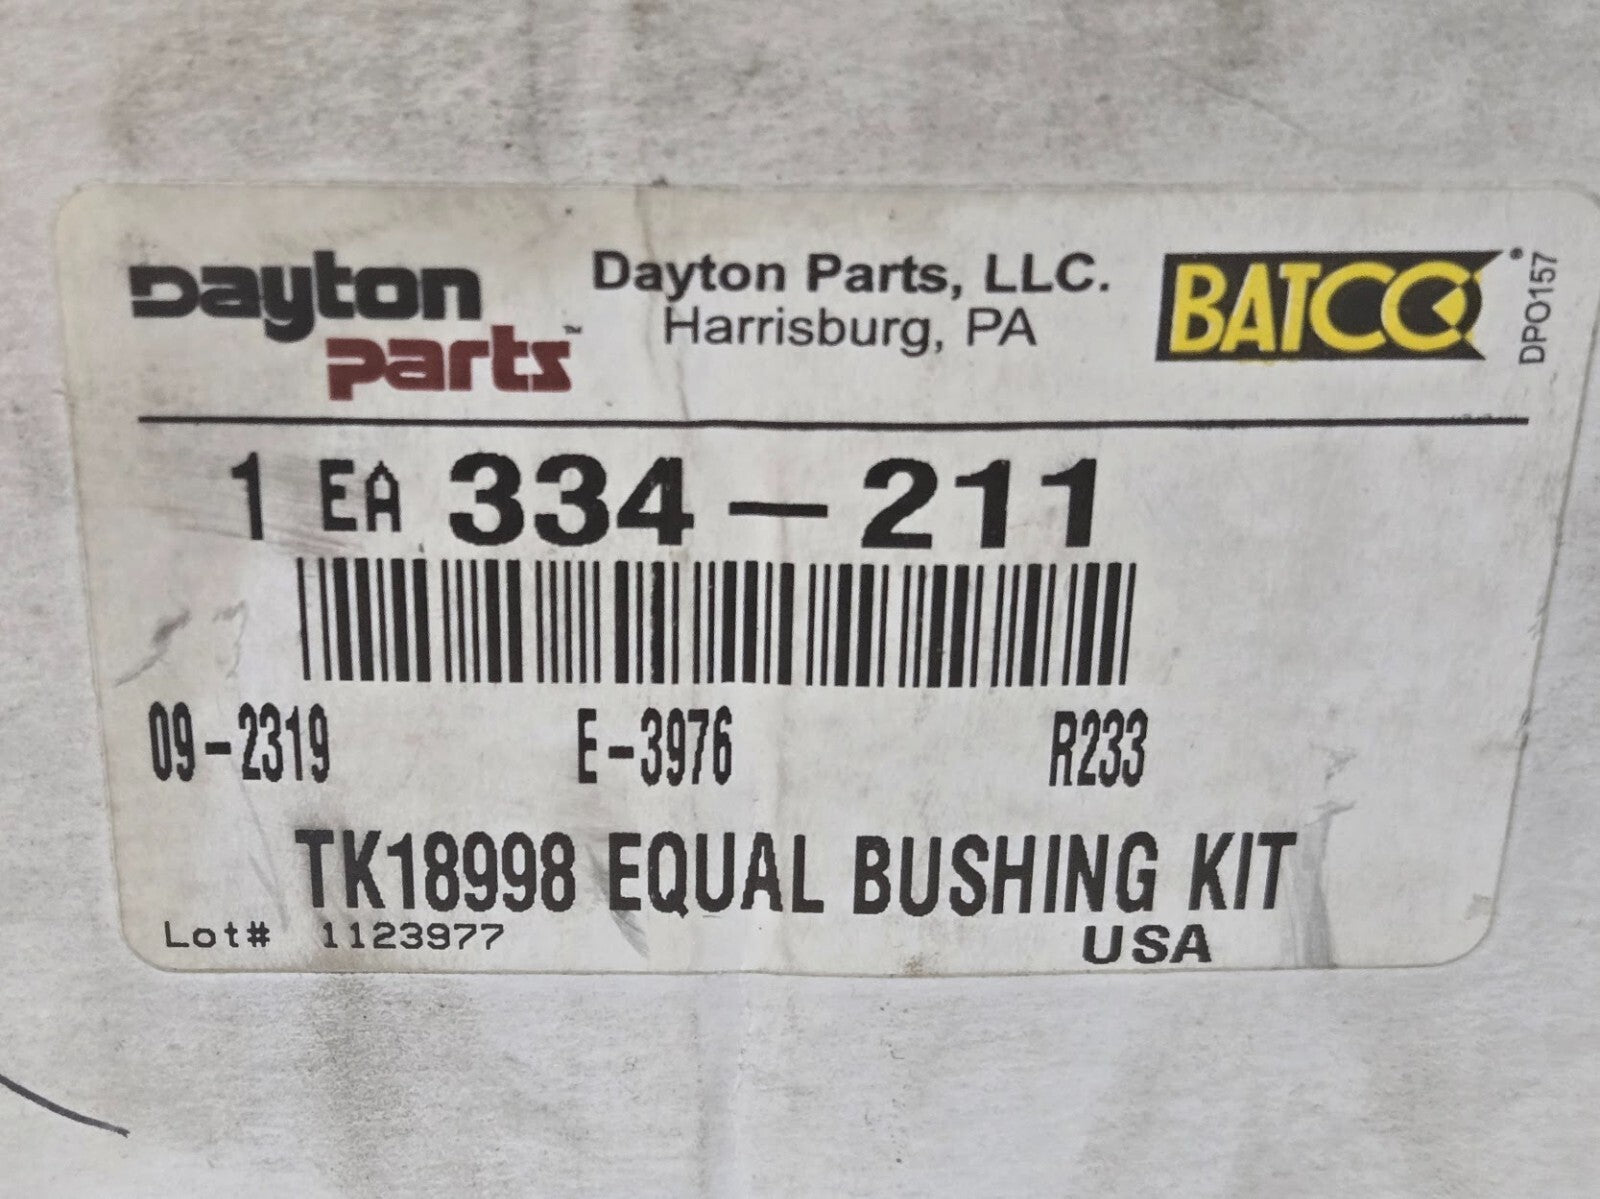 Dayton parts™
Dayton Parts, LLC.
Harrisburg, PA
BATCO
DPO157
1 EA 334-211
09-2319 E-3976 R233
TK18998 EQUAL BUSHING KIT
Lot# 1123977 USA